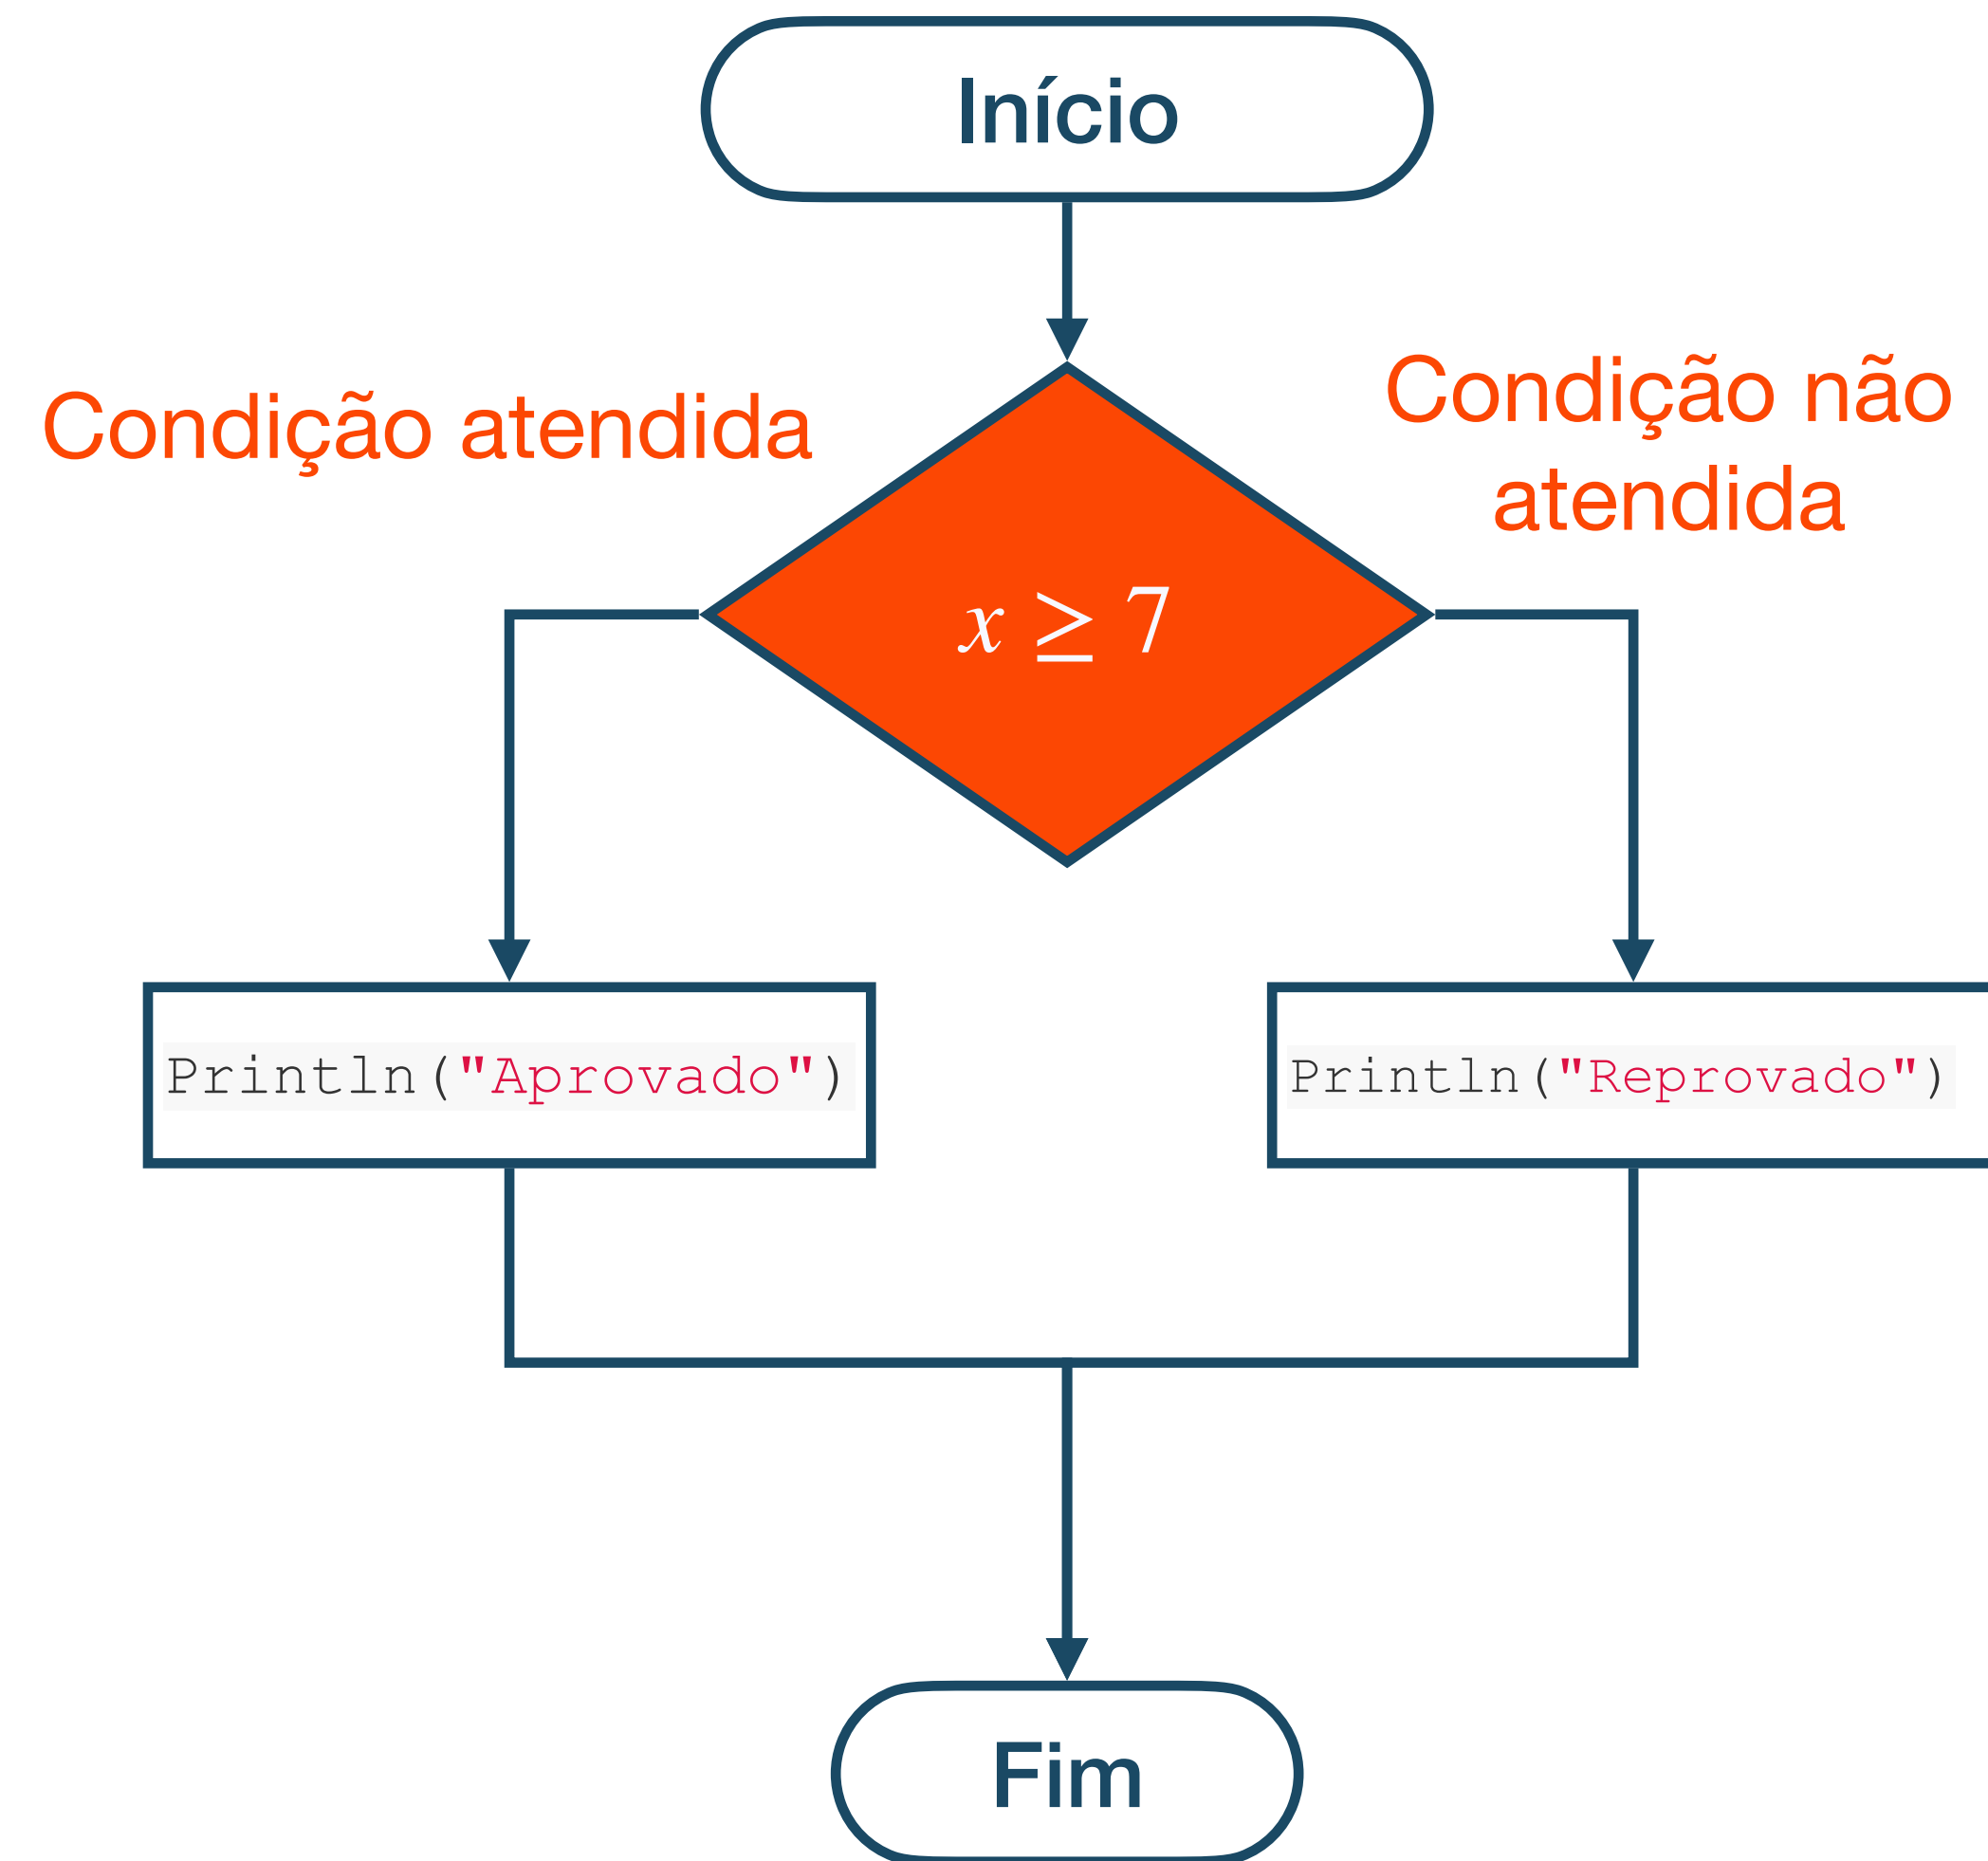 Início
Condição atendida
Condição não
atendida
x ≥ 7
Println("Aprovado")
Println("Reprovado")
Fim